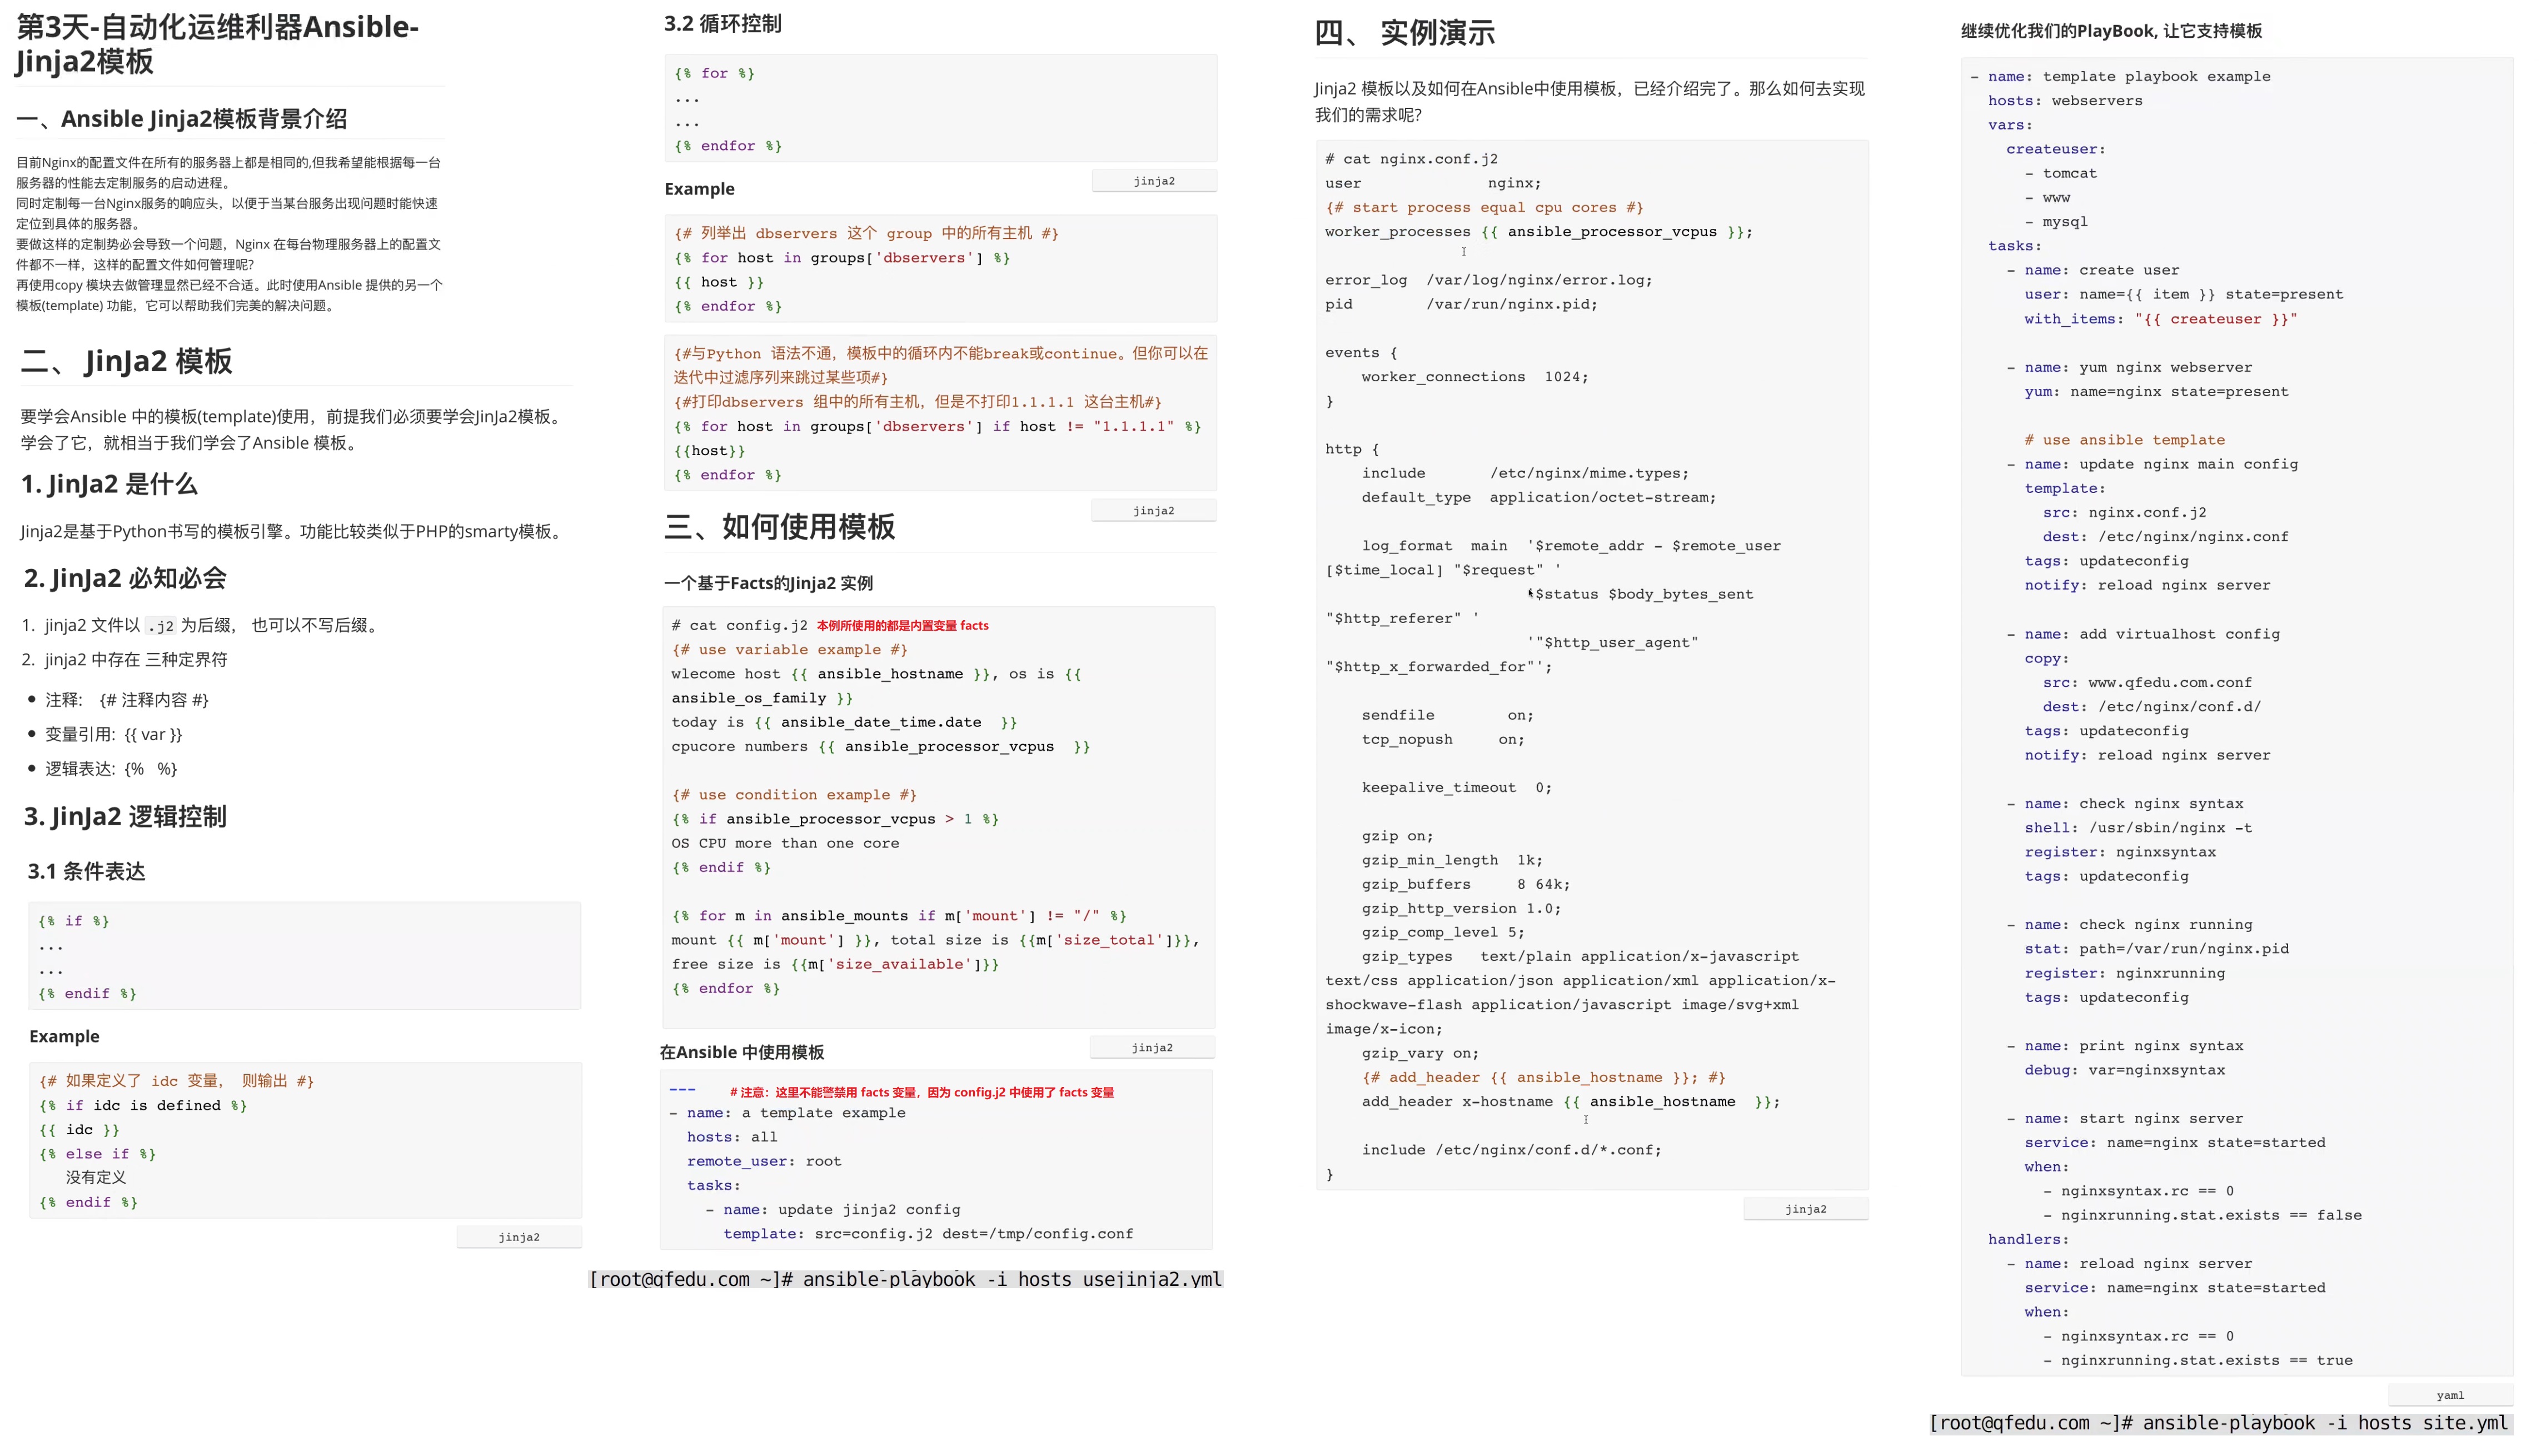 第3天-自动化运维利器Ansible-
Jinja2模板
一、Ansible Jinja2模板背景介绍
目前Nginx的配置文件在所有的服务器上都是相同的,但我希望能根据每一台
服务器的性能去定制服务的启动进程。
同时定制每一台Nginx服务的响应头，以便于当某台服务出现问题时能快速
定位到具体的服务器。
要做这样的定制势必会导致一个问题，Nginx 在每台物理服务器上的配置文
件都不一样，这样的配置文件如何管理呢?
再使用copy 模块去做管理显然已经不合适。此时使用Ansible 提供的另一个
模板(template) 功能，它可以帮助我们完美的解决问题。
二、 JinJa2 模板
要学会Ansible 中的模板(template)使用，前提我们必须要学会JinJa2模板。
学会了它，就相当于我们学会了Ansible 模板。
1. JinJa2 是什么
Jinja2是基于Python书写的模板引擎。功能比较类似于PHP的smarty模板。
2. JinJa2 必知必会
1. jinja2 文件以 .j2 为后缀， 也可以不写后缀。
2. jinja2 中存在 三种定界符
• 注释: {# 注释内容 #}
• 变量引用: {{ var }}
• 逻辑表达: {% %}
3. JinJa2 逻辑控制
3.1 条件表达
{% if %}
...
...
{% endif %}
Example
{# 如果定义了 idc 变量， 则输出 #}
{% if idc is defined %}
{{ idc }}
{% else if %}
   没有定义
{% endif %}
jinja2
3.2 循环控制
{% for %}
...
...
{% endfor %}
jinja2
Example
{# 列举出 dbservers 这个 group 中的所有主机 #}
{% for host in groups['dbservers'] %}
{{ host }}
{% endfor %}
{#与Python 语法不通，模板中的循环内不能break或continue。但你可以在
迭代中过滤序列来跳过某些项#}
{#打印dbservers 组中的所有主机，但是不打印1.1.1.1 这台主机#}
{% for host in groups['dbservers'] if host != "1.1.1.1" %}
{{host}}
{% endfor %}
jinja2
三、如何使用模板
一个基于Facts的Jinja2 实例
# cat config.j2 本例所使用的都是内置变量 facts
{# use variable example #}
wlecome host {{ ansible_hostname }}, os is {{
ansible_os_family }}
today is {{ ansible_date_time.date  }}
cpucore numbers {{ ansible_processor_vcpus  }}
{# use condition example #}
{% if ansible_processor_vcpus > 1 %}
OS CPU more than one core
{% endif %}
{% for m in ansible_mounts if m['mount'] != "/" %}
mount {{ m['mount'] }}, total size is {{m['size_total']}},
free size is {{m['size_available']}}
{% endfor %}
jinja2
在Ansible 中使用模板
--- # 注意：这里不能警禁用 facts 变量，因为 config.j2 中使用了 facts 变量
- name: a template example
  hosts: all
  remote_user: root
  tasks:
    - name: update jinja2 config
      template: src=config.j2 dest=/tmp/config.conf
[root@qfedu.com ~]# ansible-playbook -i hosts usejinja2.yml
四、 实例演示
Jinja2 模板以及如何在Ansible中使用模板，已经介绍完了。那么如何去实现
我们的需求呢?
# cat nginx.conf.j2
user              nginx;
{# start process equal cpu cores #}
worker_processes {{ ansible_processor_vcpus }};
error_log  /var/log/nginx/error.log;
pid        /var/run/nginx.pid;
events {
    worker_connections  1024;
}
http {
    include       /etc/nginx/mime.types;
    default_type  application/octet-stream;
    log_format  main  '$remote_addr - $remote_user
[$time_local] "$request" '
                      '$status $body_bytes_sent
"$http_referer" '
                      '"$http_user_agent"
"$http_x_forwarded_for"';
    sendfile        on;
    tcp_nopush     on;
    keepalive_timeout  0;
    gzip on;
    gzip_min_length  1k;
    gzip_buffers     8 64k;
    gzip_http_version 1.0;
    gzip_comp_level 5;
    gzip_types   text/plain application/x-javascript
text/css application/json application/xml application/x-
shockwave-flash application/javascript image/svg+xml
image/x-icon;
    gzip_vary on;
    {# add_header {{ ansible_hostname }}; #}
    add_header x-hostname {{ ansible_hostname  }};
    include /etc/nginx/conf.d/*.conf;
}
jinja2
继续优化我们的PlayBook, 让它支持模板
- name: template playbook example
  hosts: webservers
  vars:
    createuser:
      - tomcat
      - www
      - mysql
  tasks:
    - name: create user
      user: name={{ item }} state=present
      with_items: "{{ createuser }}"
    - name: yum nginx webserver
      yum: name=nginx state=present
      # use ansible template
    - name: update nginx main config
      template:
        src: nginx.conf.j2
        dest: /etc/nginx/nginx.conf
      tags: updateconfig
      notify: reload nginx server
    - name: add virtualhost config
      copy:
        src: www.qfedu.com.conf
        dest: /etc/nginx/conf.d/
      tags: updateconfig
      notify: reload nginx server
    - name: check nginx syntax
      shell: /usr/sbin/nginx -t
      register: nginxsyntax
      tags: updateconfig
    - name: check nginx running
      stat: path=/var/run/nginx.pid
      register: nginxrunning
      tags: updateconfig
    - name: print nginx syntax
      debug: var=nginxsyntax
    - name: start nginx server
      service: name=nginx state=started
      when:
        - nginxsyntax.rc == 0
        - nginxrunning.stat.exists == false
  handlers:
    - name: reload nginx server
      service: name=nginx state=started
      when:
        - nginxsyntax.rc == 0
        - nginxrunning.stat.exists == true
yaml
[root@qfedu.com ~]# ansible-playbook -i hosts site.yml